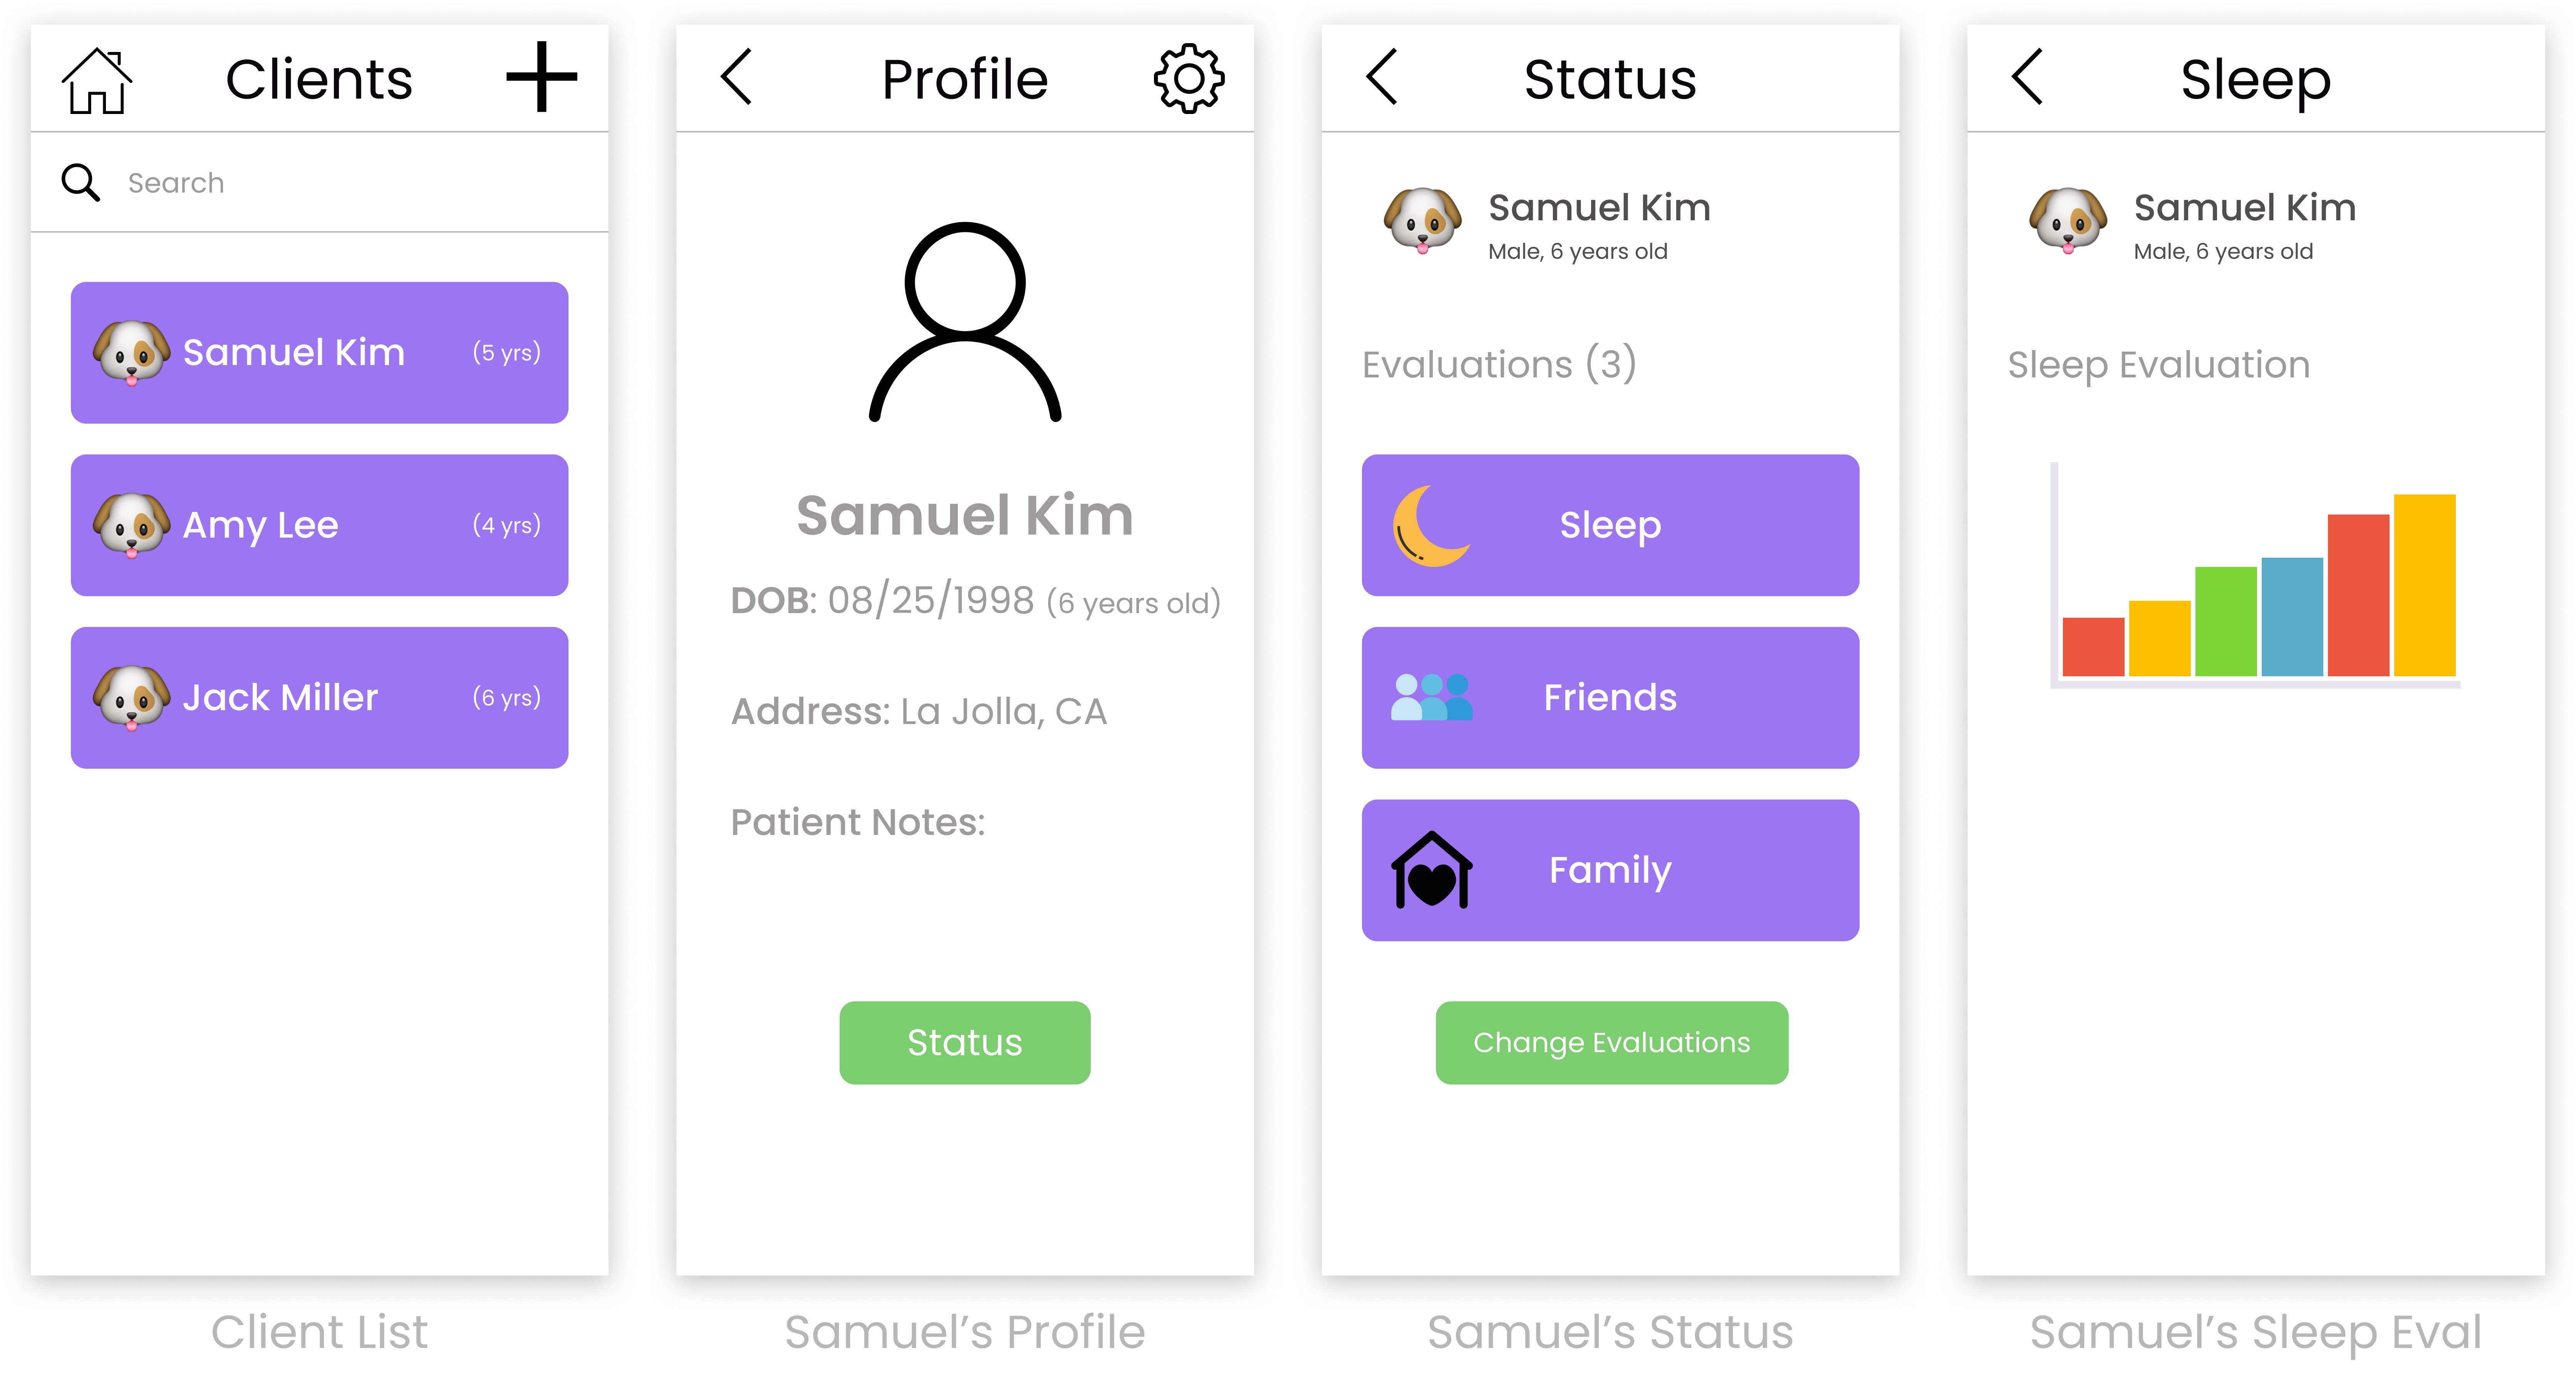 Clients
Search
Samuel Kim (5 yrs)
Amy Lee (4 yrs)
Jack Miller (6 yrs)
Client List
Profile
Samuel Kim
DOB: 08/25/1998 (6 years old)
Address: La Jolla, CA
Patient Notes:
Status
Samuel’s Profile
Status
Samuel Kim
Male, 6 years old
Evaluations (3)
Sleep
Friends
Family
Change Evaluations
Samuel’s Status
Sleep
Samuel Kim
Male, 6 years old
Sleep Evaluation
Samuel’s Sleep Eval